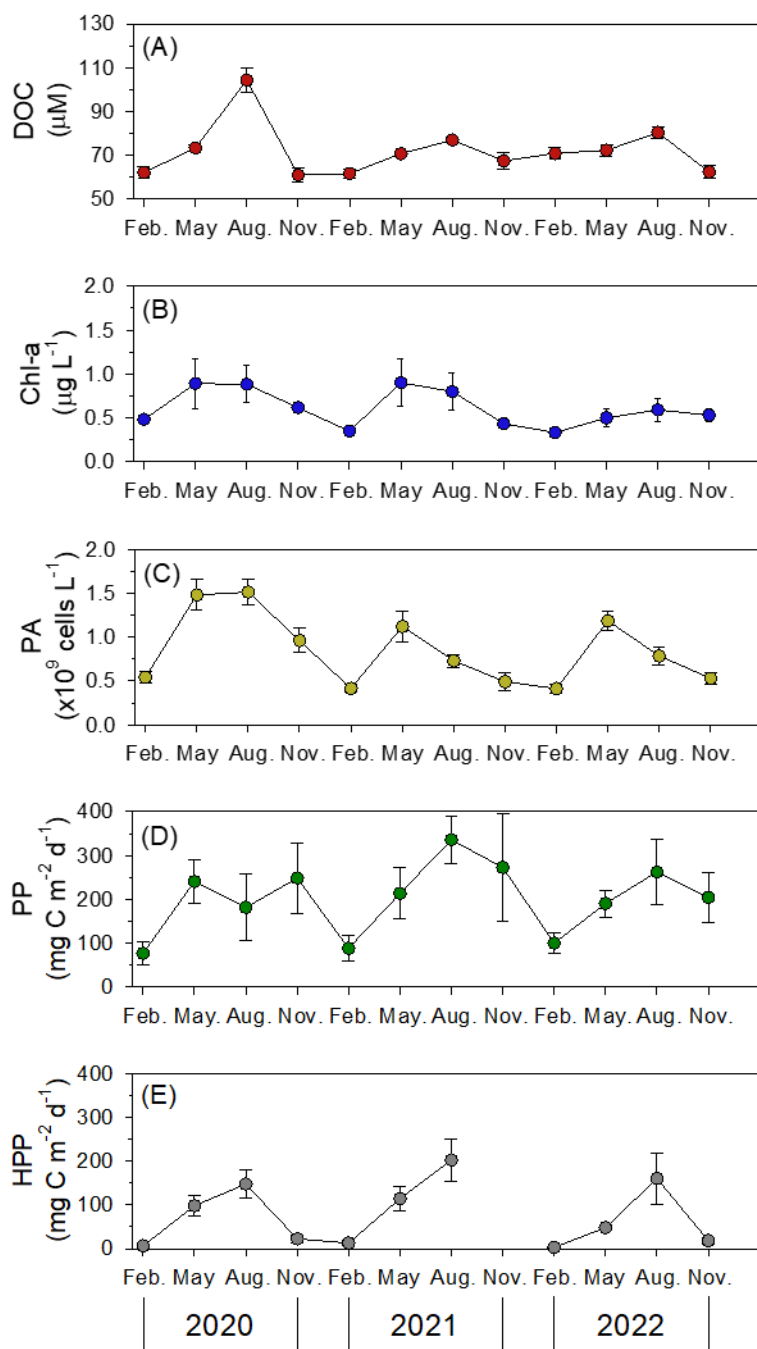 (A)
DOC
(μM)
130
110
90
70
50
Feb. May Aug. Nov. Feb. May Aug. Nov. Feb. May Aug. Nov.
(B)
Chl-a
(μg L⁻¹)
2.0
1.5
1.0
0.5
0.0
Feb. May Aug. Nov. Feb. May Aug. Nov. Feb. May Aug. Nov.
(C)
PA
(x10⁹ cells L⁻¹)
2.0
1.5
1.0
0.5
0.0
Feb. May Aug. Nov. Feb. May Aug. Nov. Feb. May Aug. Nov.
(D)
PP
(mg C m⁻² d⁻¹)
400
300
200
100
0
Feb. May. Aug. Nov. Feb. May. Aug. Nov. Feb. May. Aug. Nov.
(E)
HPP
(mg C m⁻² d⁻¹)
400
300
200
100
0
Feb. May Aug. Nov. Feb. May Aug. Nov. Feb. May Aug. Nov.
2020 2021 2022